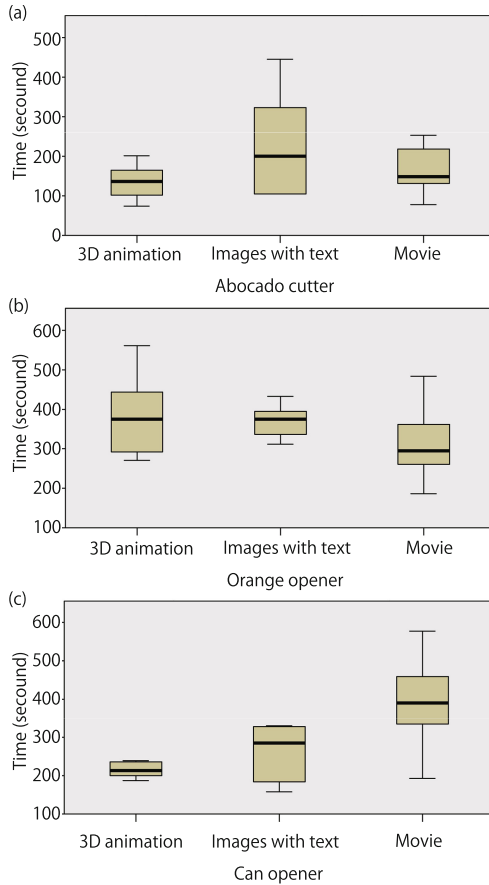 (a)
Time (secound)
500
400
300
200
100
0
3D animation Images with text Movie
Abocado cutter
(b)
Time (secound)
600
500
400
300
200
100
3D animation Images with text Movie
Orange opener
(c)
Time (secound)
600
500
400
300
200
100
3D animation Images with text Movie
Can opener